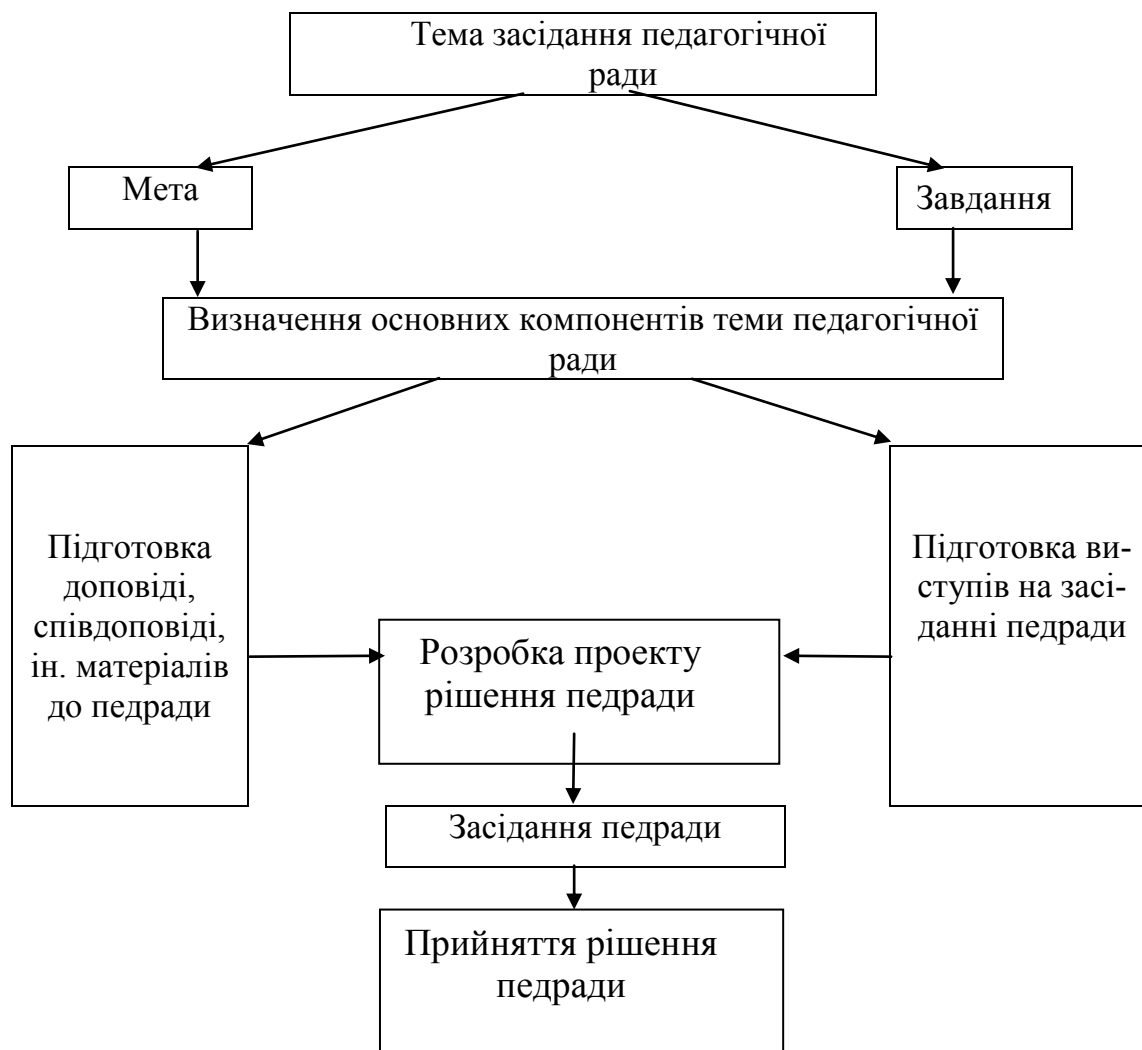 Тема засідання педагогічної
ради
Мета
Завдання
Визначення основних компонентів теми педагогічної
ради
Підготовка
доповіді,
співдоповіді,
ін. матеріалів
до педради
Розробка проекту
рішення педради
Підготовка ви-
ступів на засі-
данні педради
Засідання педради
Прийняття рішення
педради